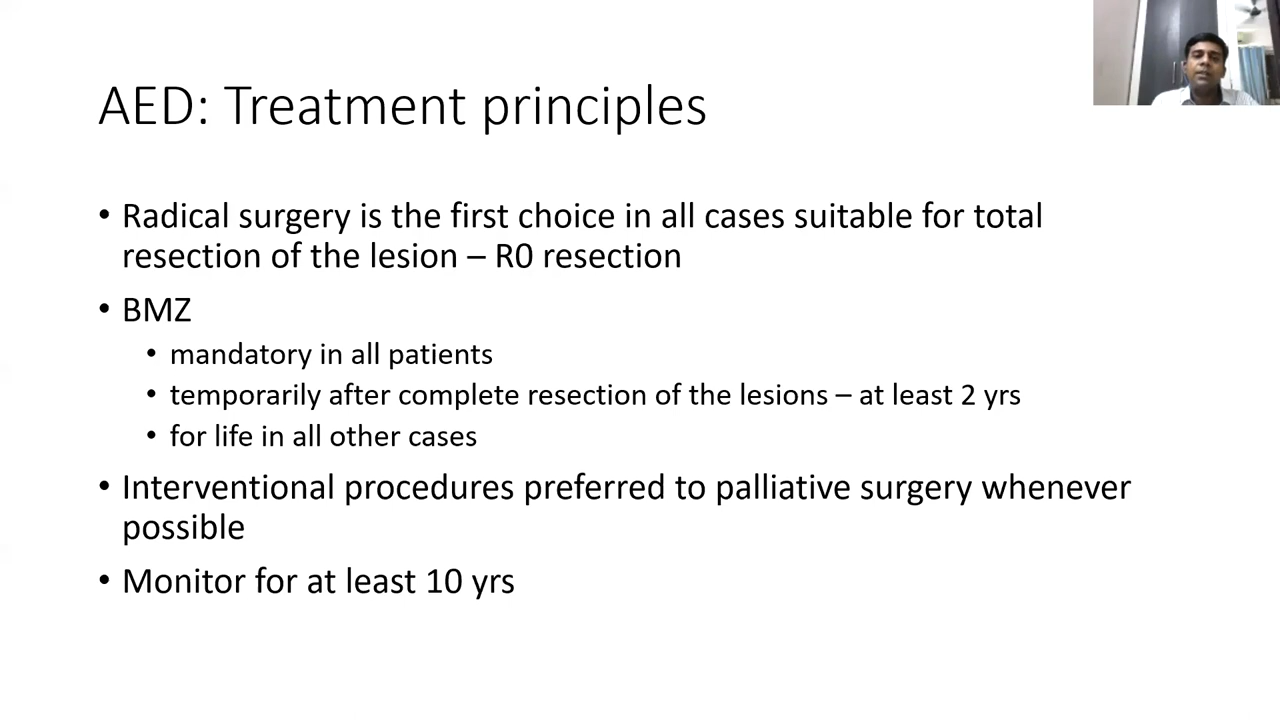 AED: Treatment principles
• Radical surgery is the first choice in all cases suitable for total
resection of the lesion – R0 resection
• BMZ
• mandatory in all patients
• temporarily after complete resection of the lesions – at least 2 yrs
• for life in all other cases
• Interventional procedures preferred to palliative surgery whenever
possible
• Monitor for at least 10 yrs